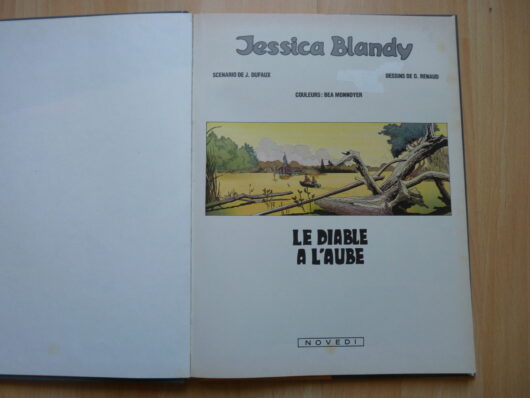 Jessica Blandy
SCENARIO DE J. DUFAUX
DESSINS DE G. RENAUD
COULEURS: BEA MONNOYER
LE DIABLE
A L'AUBE
NOVEDI